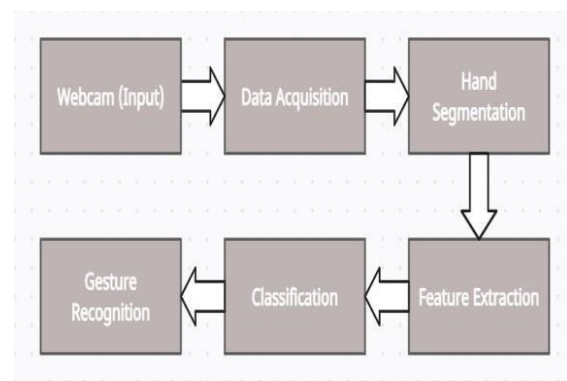 Webcam (Input)
Data Acquisition
Hand
Segmentation
Feature Extraction
Classification
Gesture
Recognition